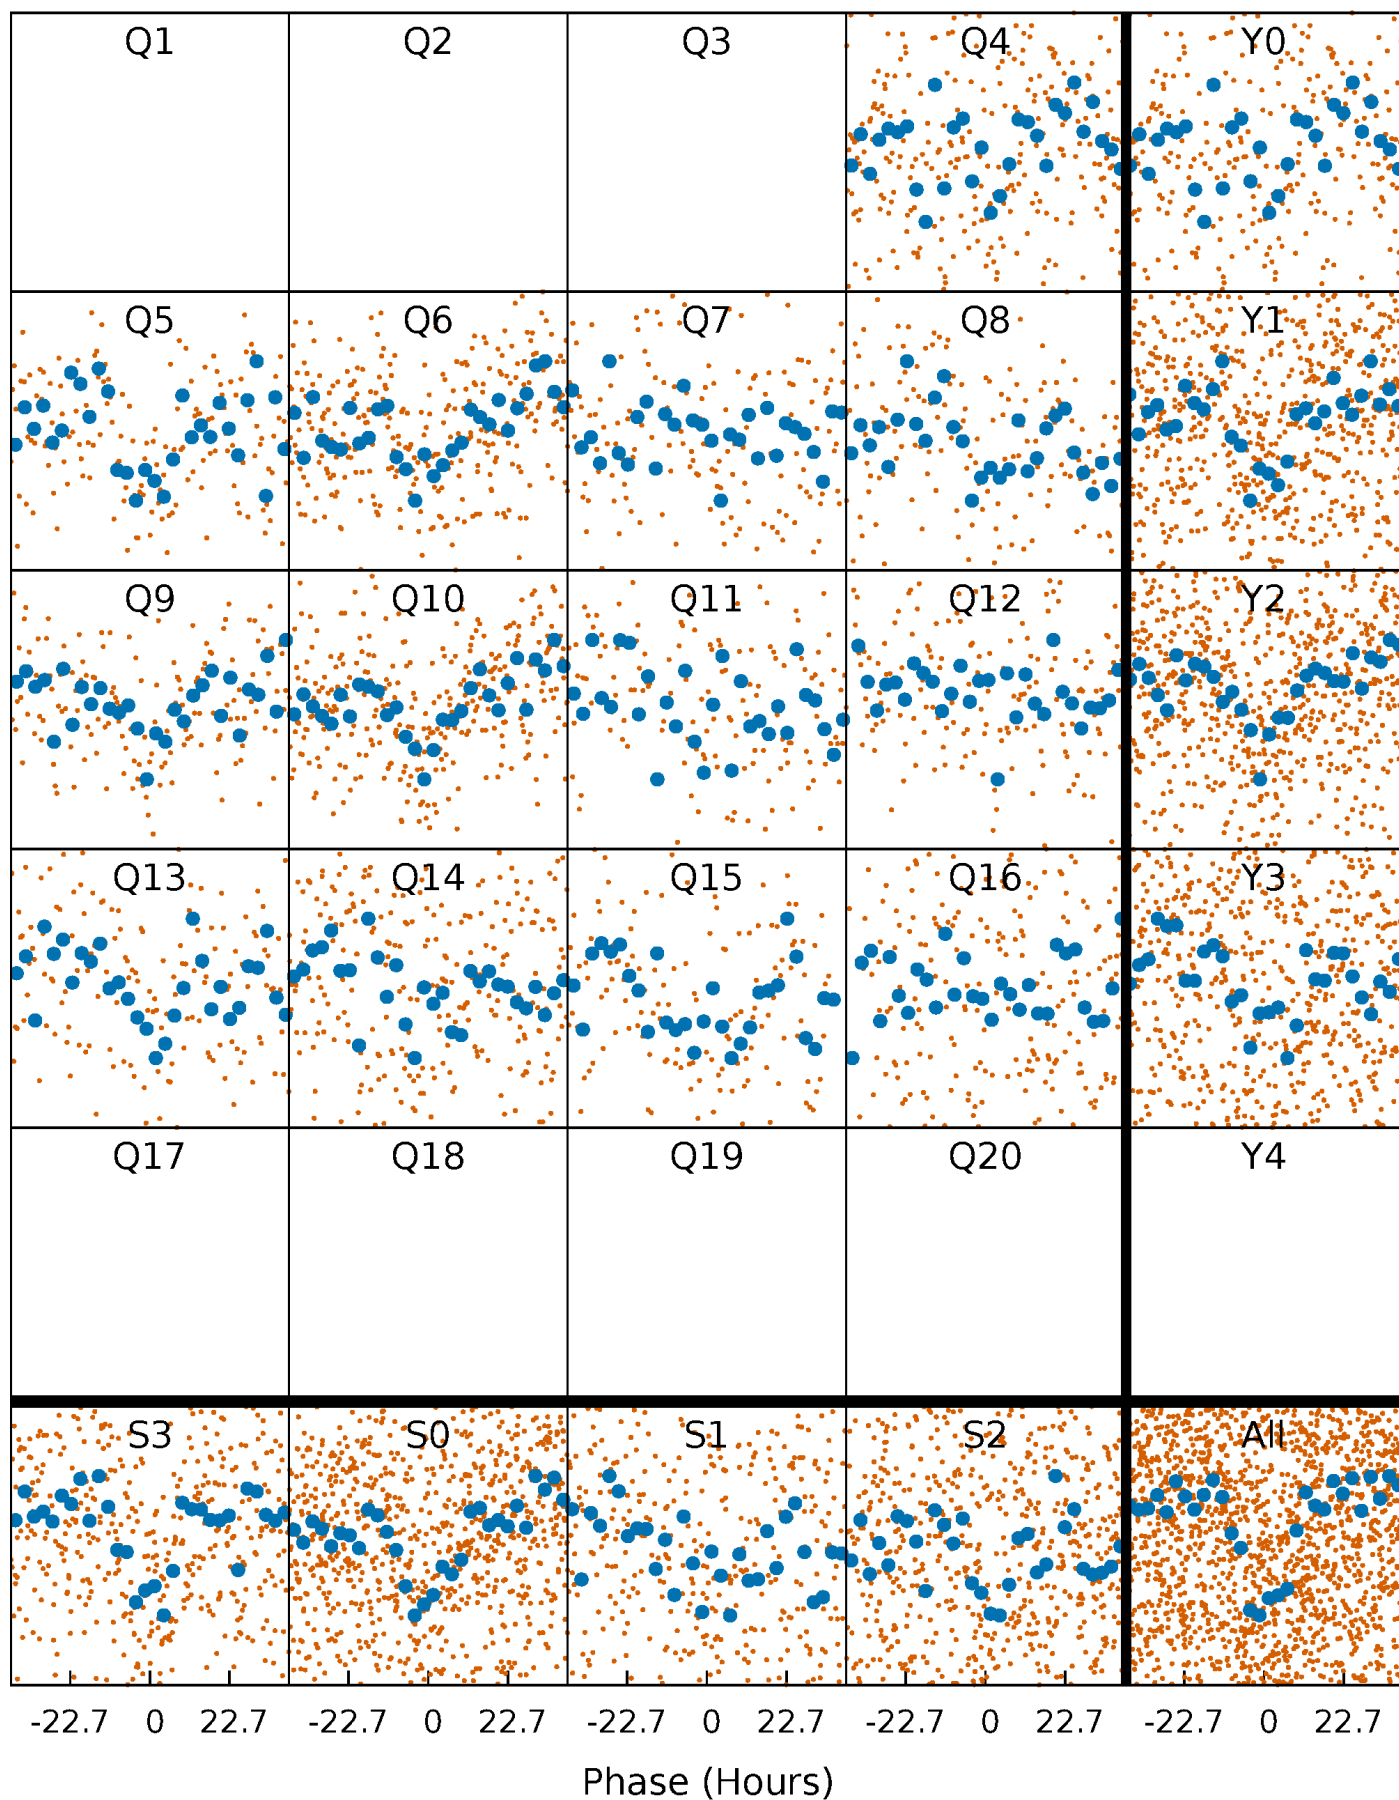 Q1 Q2 Q3 Q4 Y0
Q5 Q6 Q7 Q8 Y1
Q9 Q10 Q11 Q12 Y2
Q13 Q14 Q15 Q16 Y3
Q17 Q18 Q19 Q20 Y4
S3 S0 S1 S2 All
-22.7 0 22.7 -22.7 0 22.7 -22.7 0 22.7 -22.7 0 22.7 -22.7 0 22.7
Phase (Hours)